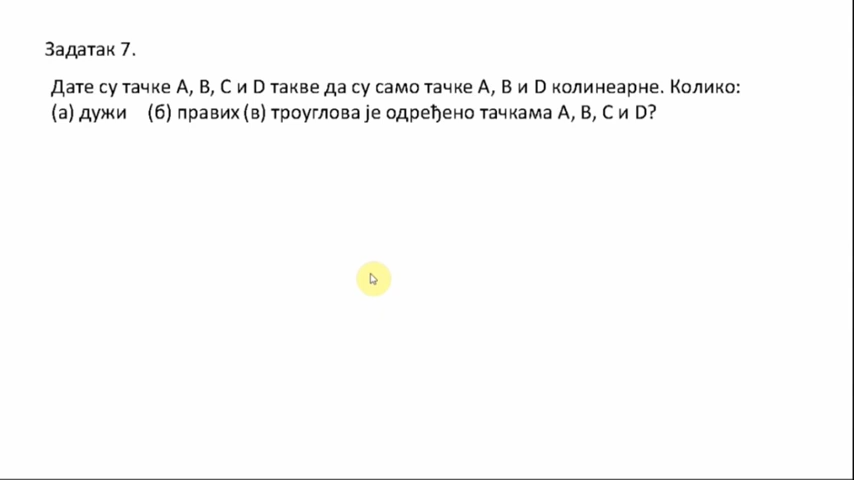 Задатак 7.
Дате су тачке A, B, C и D такве да су само тачке A, B и D колинеарне. Колико:
(а) дужи (б) правих (в) троуглова је одређено тачкама A, B, C и D?